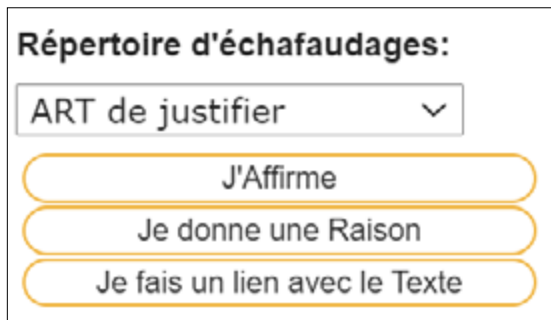 Répertoire d'échafaudages:
ART de justifier
J'Affirme
Je donne une Raison
Je fais un lien avec le Texte